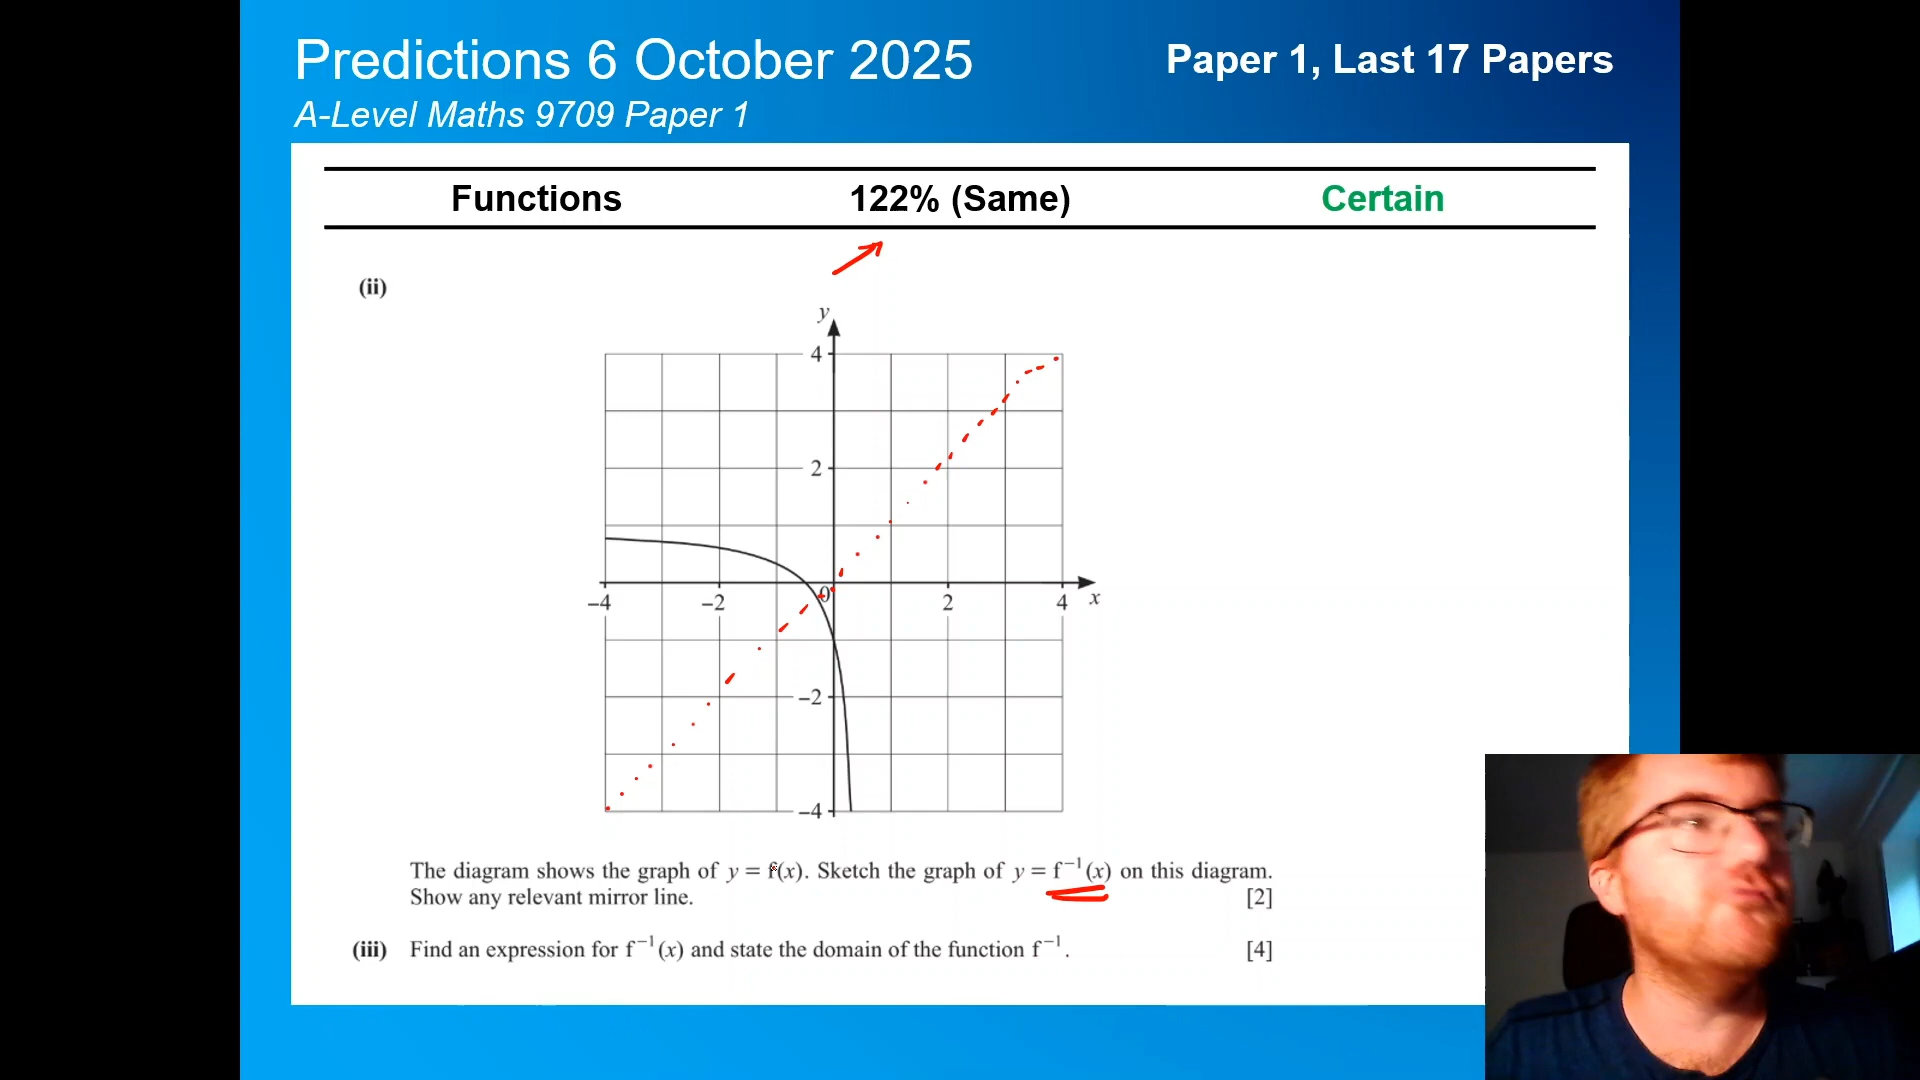 Predictions 6 October 2025
Paper 1, Last 17 Papers
A-Level Maths 9709 Paper 1
Functions 122% (Same) Certain
(ii)
y
4
2
0
−4 −2 2 4 x
−2
−4
The diagram shows the graph of y = f(x). Sketch the graph of y = f⁻¹(x) on this diagram.
Show any relevant mirror line. [2]
(iii) Find an expression for f⁻¹(x) and state the domain of the function f⁻¹. [4]